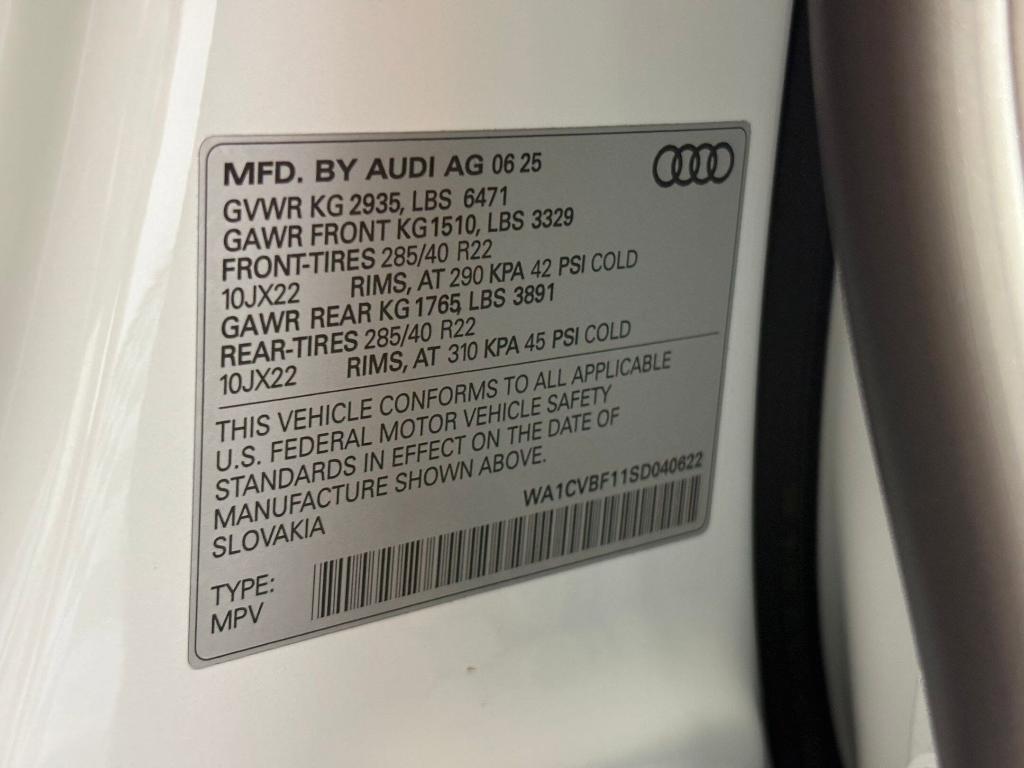 MFD. BY AUDI AG 06 25
GVWR KG 2935, LBS 6471
GAWR FRONT KG1510, LBS 3329
FRONT-TIRES 285/40 R22
10JX22 RIMS, AT 290 KPA 42 PSI COLD
GAWR REAR KG 1765, LBS 3891
REAR-TIRES 285/40 R22
10JX22 RIMS, AT 310 KPA 45 PSI COLD
THIS VEHICLE CONFORMS TO ALL APPLICABLE
U.S. FEDERAL MOTOR VEHICLE SAFETY
STANDARDS IN EFFECT ON THE DATE OF
MANUFACTURE SHOWN ABOVE.
SLOVAKIA
WA1CVBF11SD040622
TYPE:
MPV